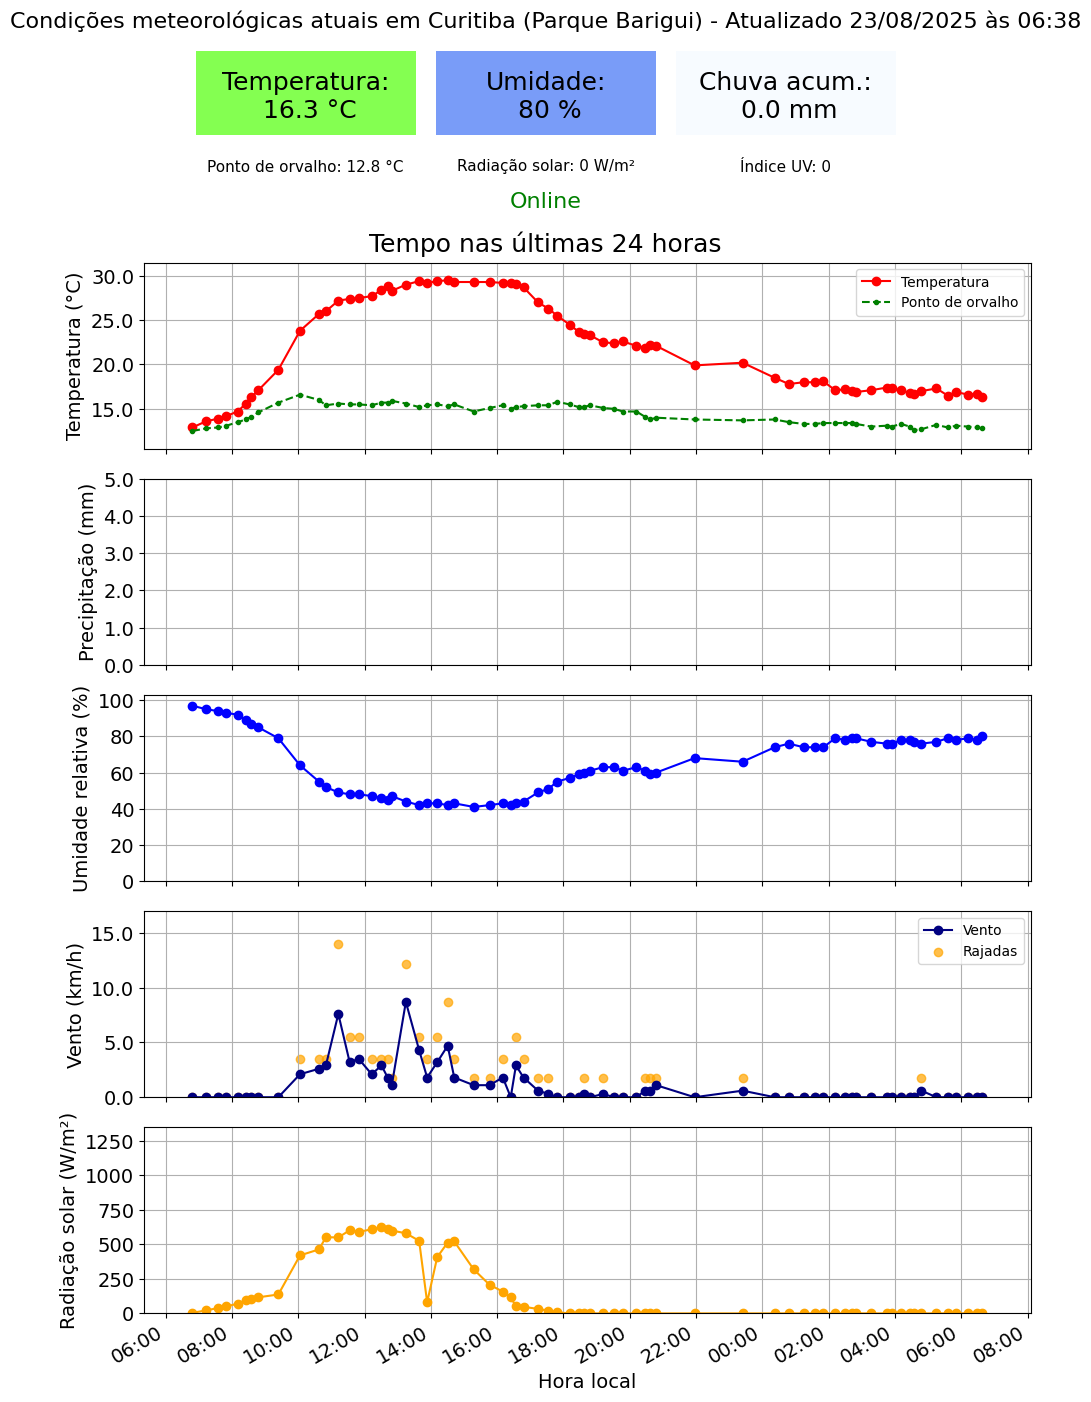 Condições meteorológicas atuais em Curitiba (Parque Barigui) - Atualizado 23/08/2025 às 06:38
Temperatura:
16.3 °C
Umidade:
80 %
Chuva acum.:
0.0 mm
Ponto de orvalho: 12.8 °C
Radiação solar: 0 W/m²
Índice UV: 0
Online
Tempo nas últimas 24 horas
Temperatura (°C)
30.0
25.0
20.0
15.0
Temperatura
Ponto de orvalho
Precipitação (mm)
5.0
4.0
3.0
2.0
1.0
0.0
Umidade relativa (%)
100
80
60
40
20
0
Vento (km/h)
15.0
10.0
5.0
0.0
Vento
Rajadas
Radiação solar (W/m²)
1250
1000
750
500
250
0
06:00
08:00
10:00
12:00
14:00
16:00
18:00
20:00
22:00
00:00
02:00
04:00
06:00
08:00
Hora local